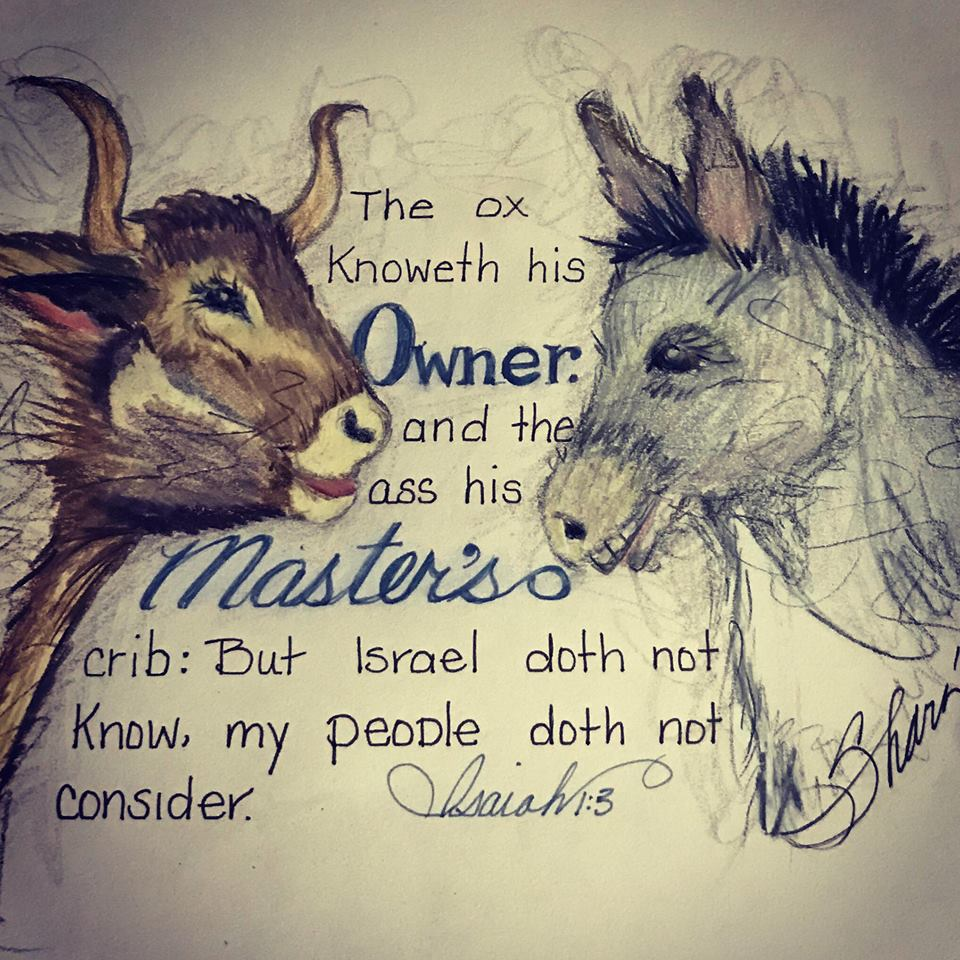 The ox
Knoweth his
Owner:
and the
ass his
Master's
crib: But Israel doth not
Know, my people doth not
consider.
Isaiah 1:3